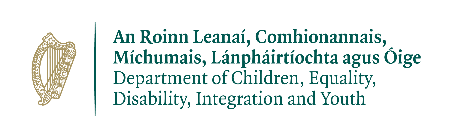 An Roinn Leanaí, Comhionannais,
Míchumais, Lánpháirtíochta agus Óige
Department of Children, Equality,
Disability, Integration and Youth